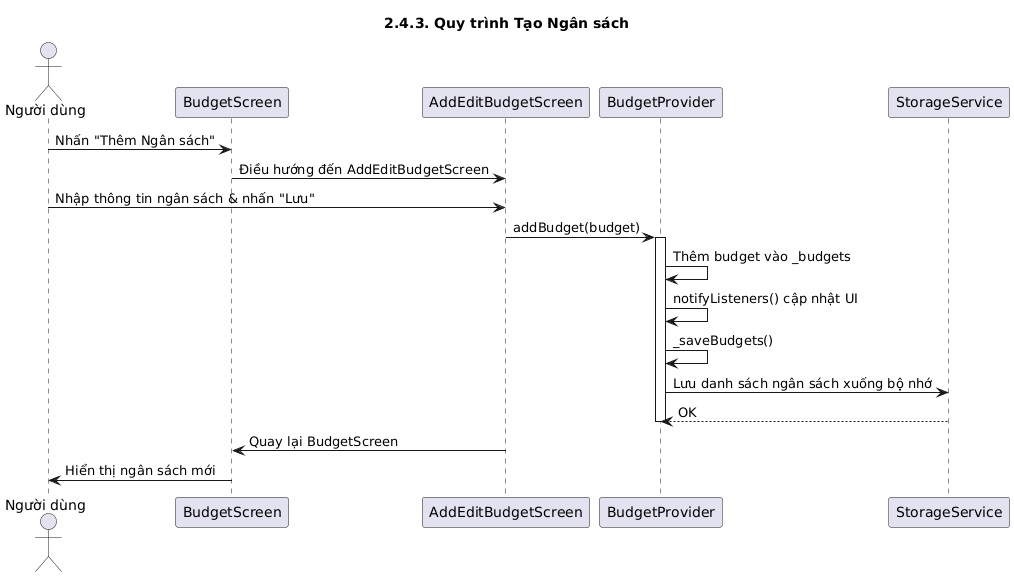 2.4.3. Quy trình Tạo Ngân sách
Người dùng
BudgetScreen
AddEditBudgetScreen
BudgetProvider
StorageService
Nhấn "Thêm Ngân sách"
Điều hướng đến AddEditBudgetScreen
Nhập thông tin ngân sách & nhấn "Lưu"
addBudget(budget)
Thêm budget vào _budgets
notifyListeners() cập nhật UI
_saveBudgets()
Lưu danh sách ngân sách xuống bộ nhớ
OK
Quay lại BudgetScreen
Hiển thị ngân sách mới
Người dùng
BudgetScreen
AddEditBudgetScreen
BudgetProvider
StorageService